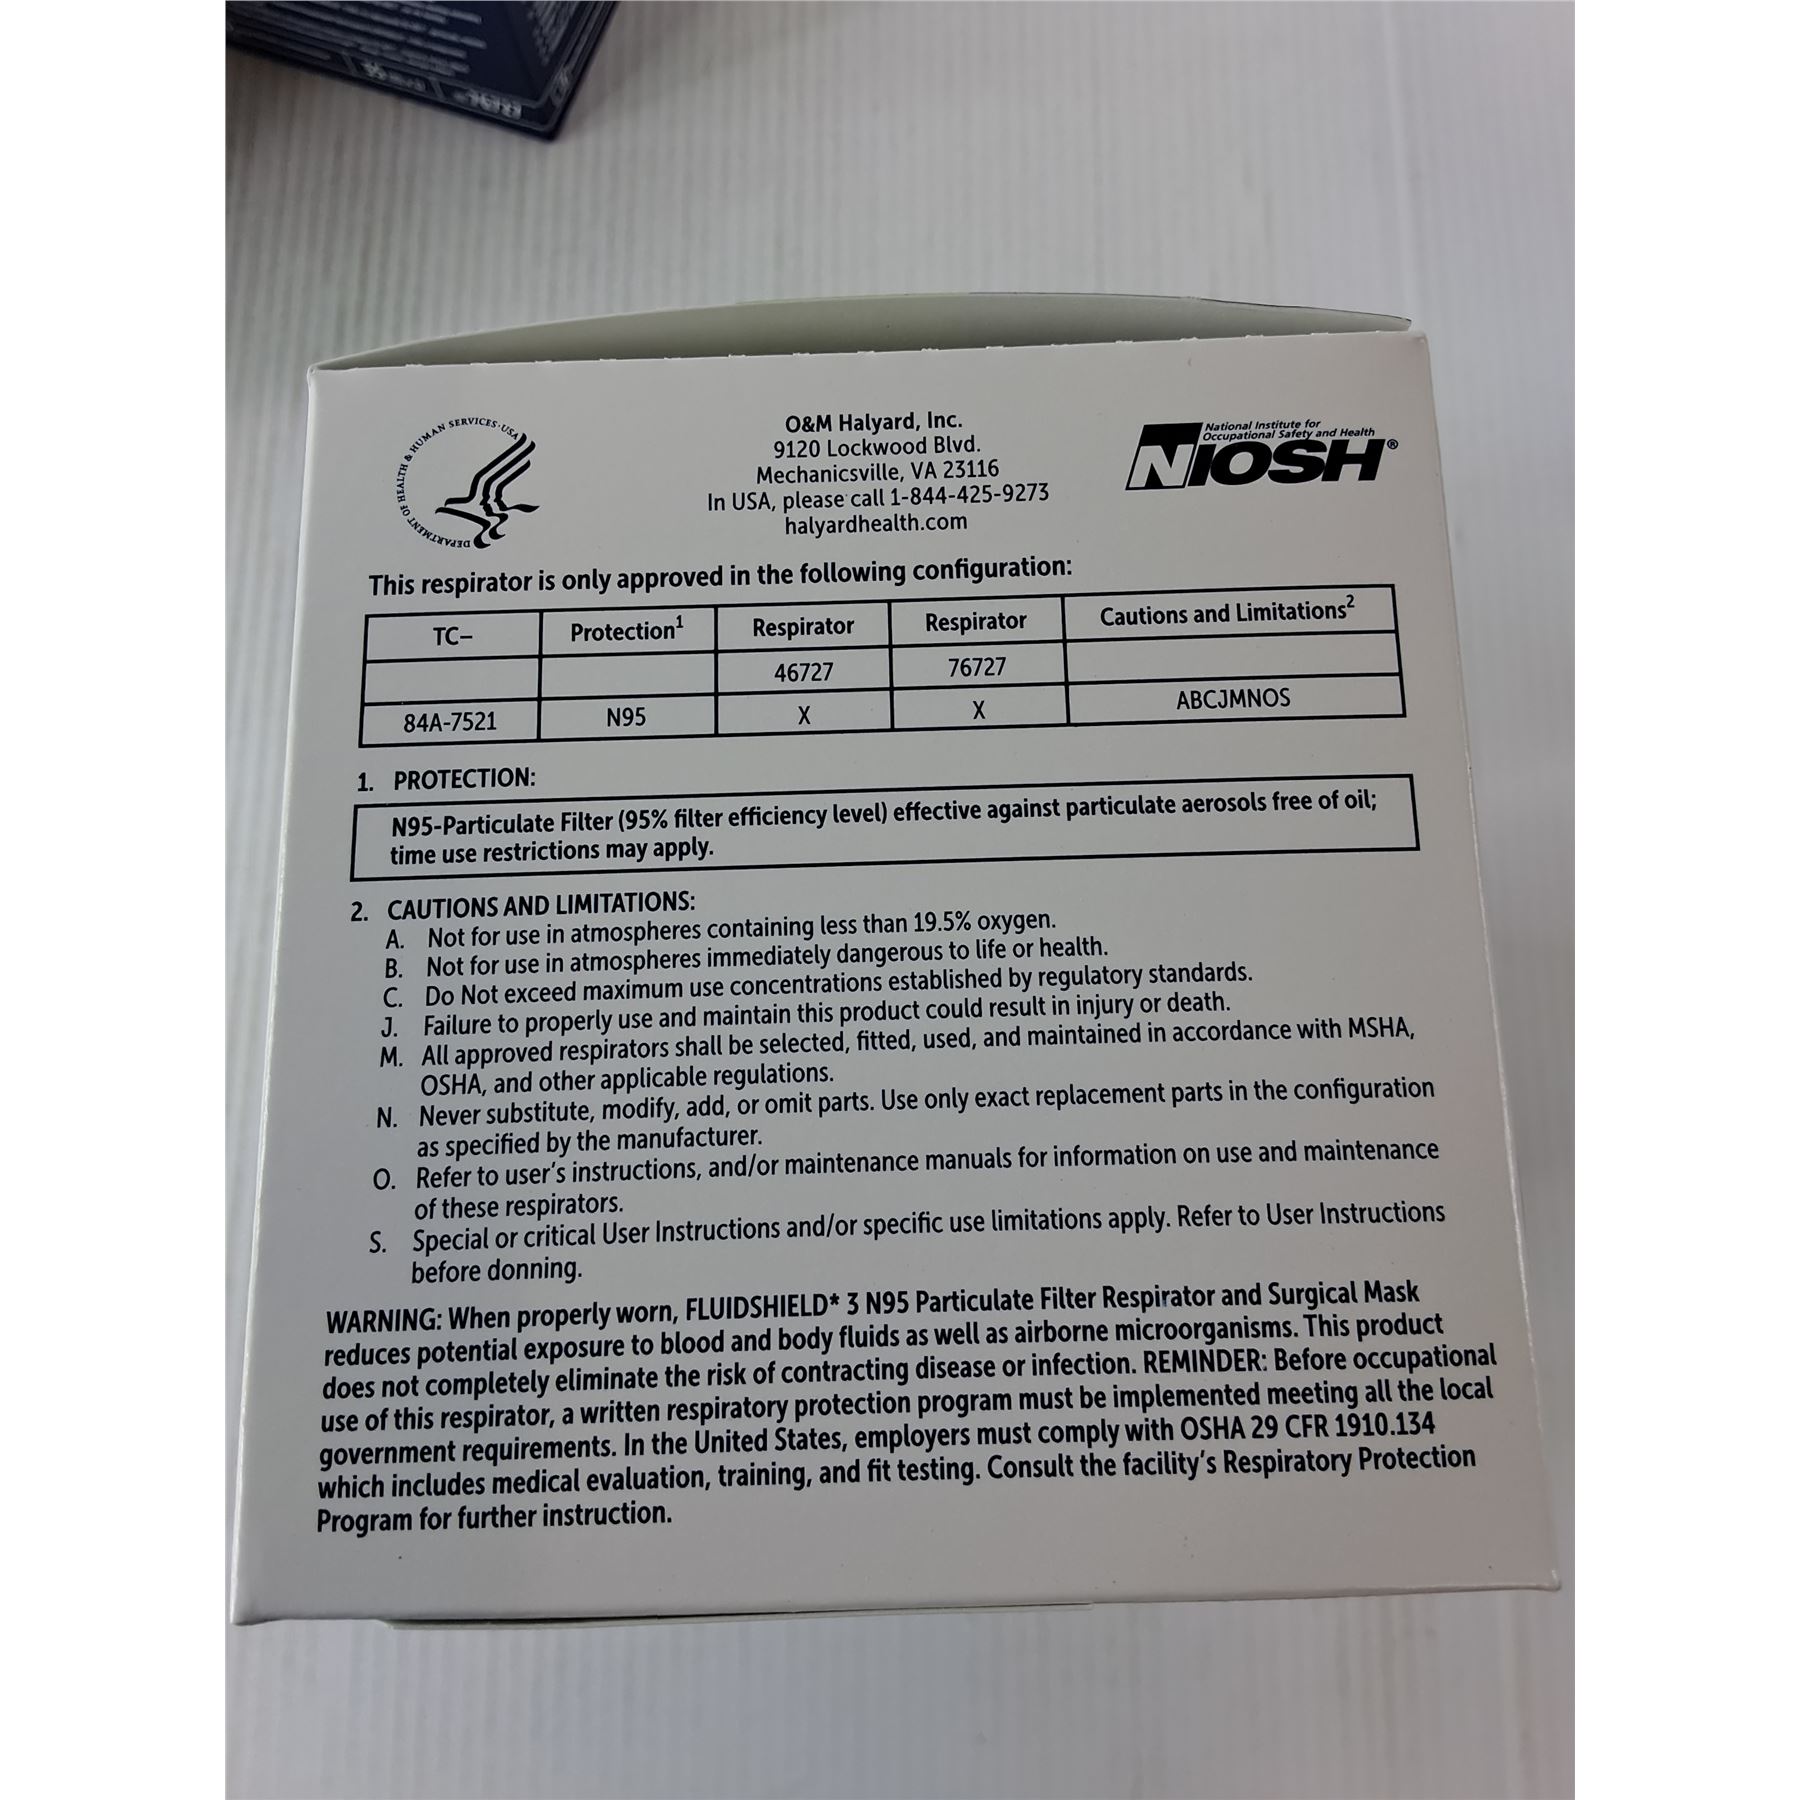 DEPARTMENT OF HEALTH & HUMAN SERVICES · USA
O&M Halyard, Inc.
9120 Lockwood Blvd.
Mechanicsville, VA 23116
In USA, please call 1-844-425-9273
halyardhealth.com
National Institute for
Occupational Safety and Health
NIOSH®
This respirator is only approved in the following configuration:
TC– Protection¹ Respirator Respirator Cautions and Limitations²
46727 76727
84A-7521 N95 X X ABCJMNOS
1. PROTECTION:
N95-Particulate Filter (95% filter efficiency level) effective against particulate aerosols free of oil;
time use restrictions may apply.
2. CAUTIONS AND LIMITATIONS:
A. Not for use in atmospheres containing less than 19.5% oxygen.
B. Not for use in atmospheres immediately dangerous to life or health.
C. Do Not exceed maximum use concentrations established by regulatory standards.
J. Failure to properly use and maintain this product could result in injury or death.
M. All approved respirators shall be selected, fitted, used, and maintained in accordance with MSHA,
OSHA, and other applicable regulations.
N. Never substitute, modify, add, or omit parts. Use only exact replacement parts in the configuration
as specified by the manufacturer.
O. Refer to user's instructions, and/or maintenance manuals for information on use and maintenance
of these respirators.
S. Special or critical User Instructions and/or specific use limitations apply. Refer to User Instructions
before donning.
WARNING: When properly worn, FLUIDSHIELD* 3 N95 Particulate Filter Respirator and Surgical Mask
reduces potential exposure to blood and body fluids as well as airborne microorganisms. This product
does not completely eliminate the risk of contracting disease or infection. REMINDER: Before occupational
use of this respirator, a written respiratory protection program must be implemented meeting all the local
government requirements. In the United States, employers must comply with OSHA 29 CFR 1910.134
which includes medical evaluation, training, and fit testing. Consult the facility's Respiratory Protection
Program for further instruction.